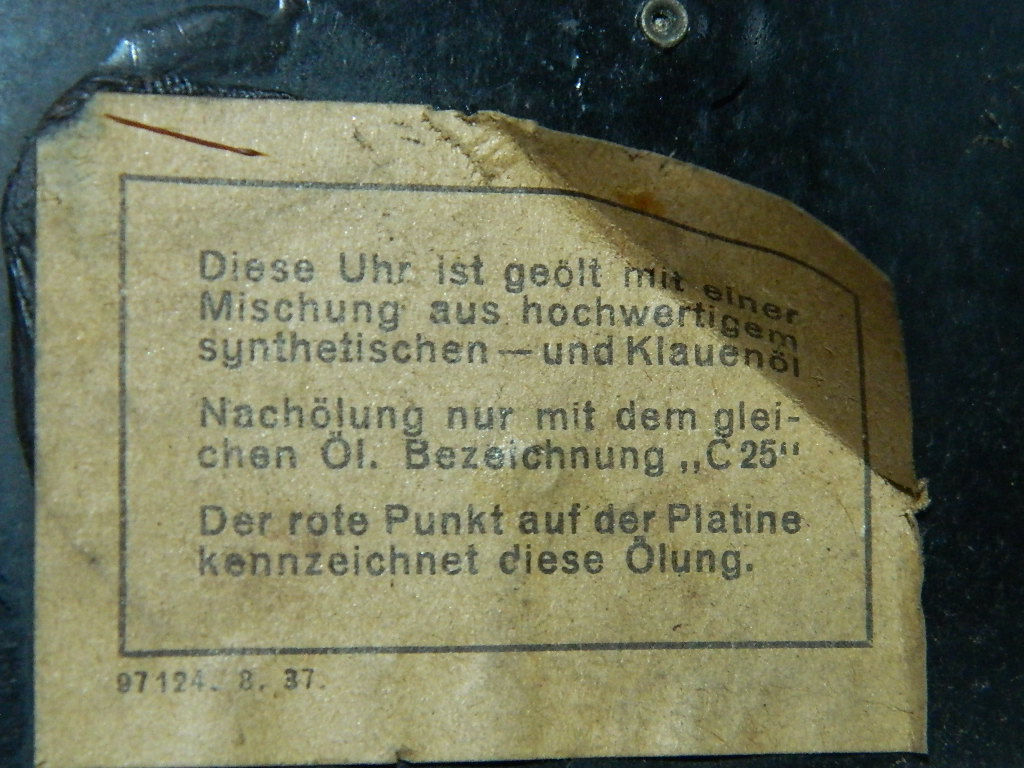 Diese Uhr ist geölt mit einer
Mischung aus hochwertigem
synthetischen — und Klauenöl
Nachölung nur mit dem glei-
chen Öl. Bezeichnung „C 25“
Der rote Punkt auf der Platine
kennzeichnet diese Ölung.
97124. 8. 37.